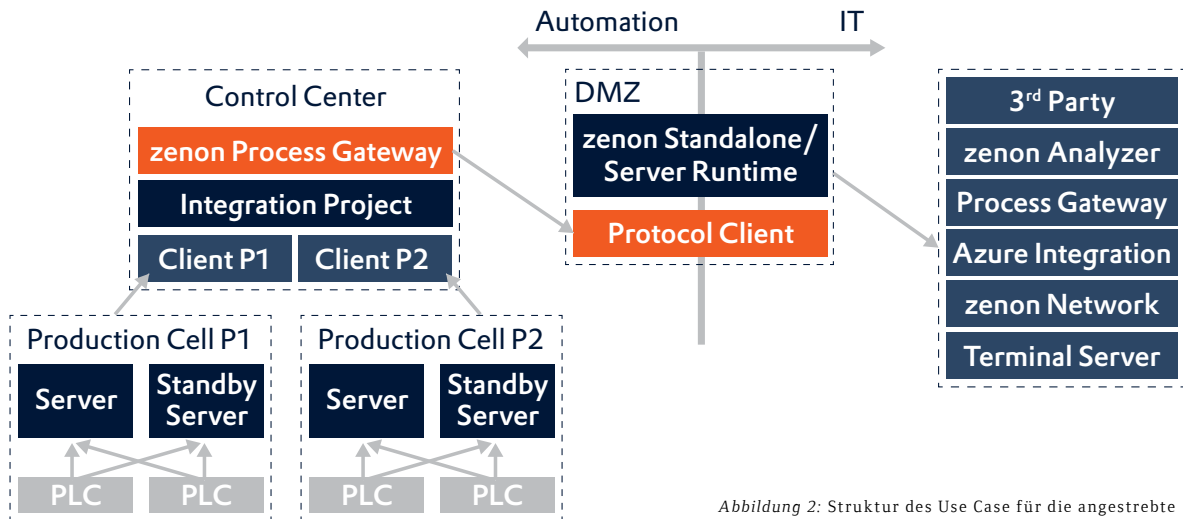 Automation
IT
Control Center
zenon Process Gateway
Integration Project
Client P1
Client P2
DMZ
zenon Standalone/
Server Runtime
Protocol Client
3rd Party
zenon Analyzer
Process Gateway
Azure Integration
zenon Network
Terminal Server
Production Cell P1
Server
Standby
Server
PLC
PLC
Production Cell P2
Server
Standby
Server
PLC
PLC
Abbildung 2: Struktur des Use Case für die angestrebte